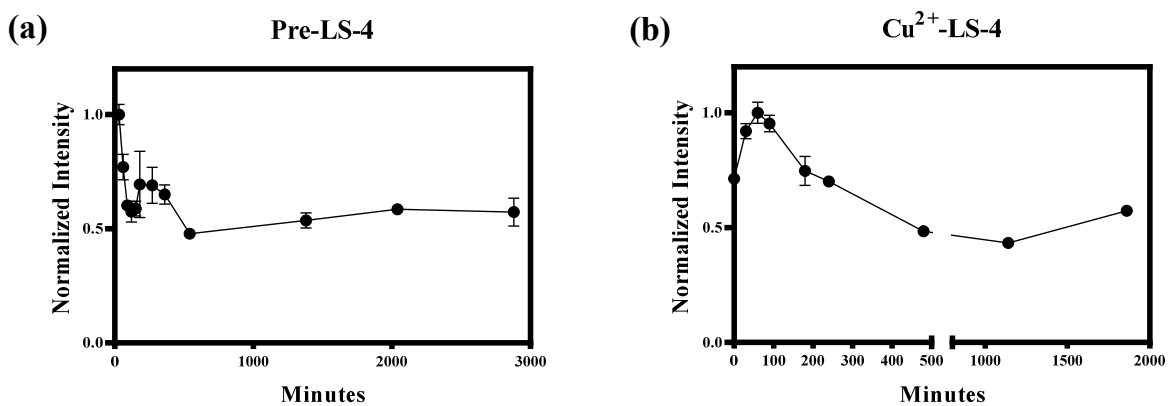 (a)
Pre-LS-4
Normalized Intensity
1.0
0.5
0.0
0 1000 2000 3000
Minutes
(b)
Cu²⁺-LS-4
Normalized Intensity
1.0
0.5
0.0
0 100 200 300 400 500 1000 1500 2000
Minutes